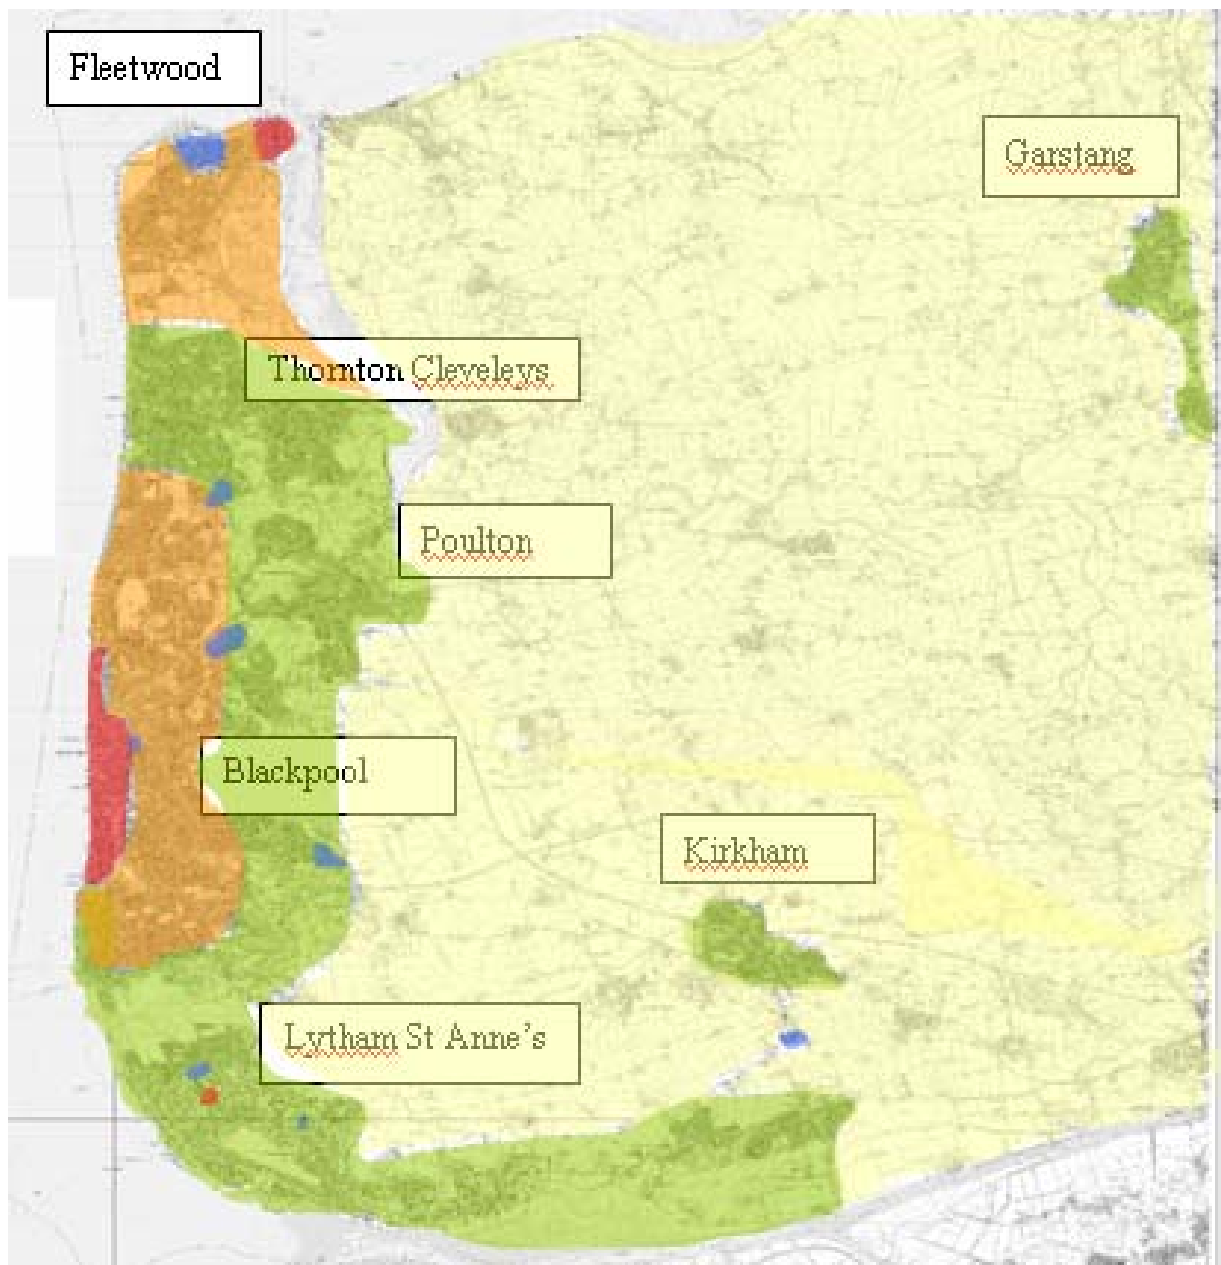 Fleetwood
Garstang
Thornton Cleveleys
Poulton
Blackpool
Kirkham
Lytham St Anne's